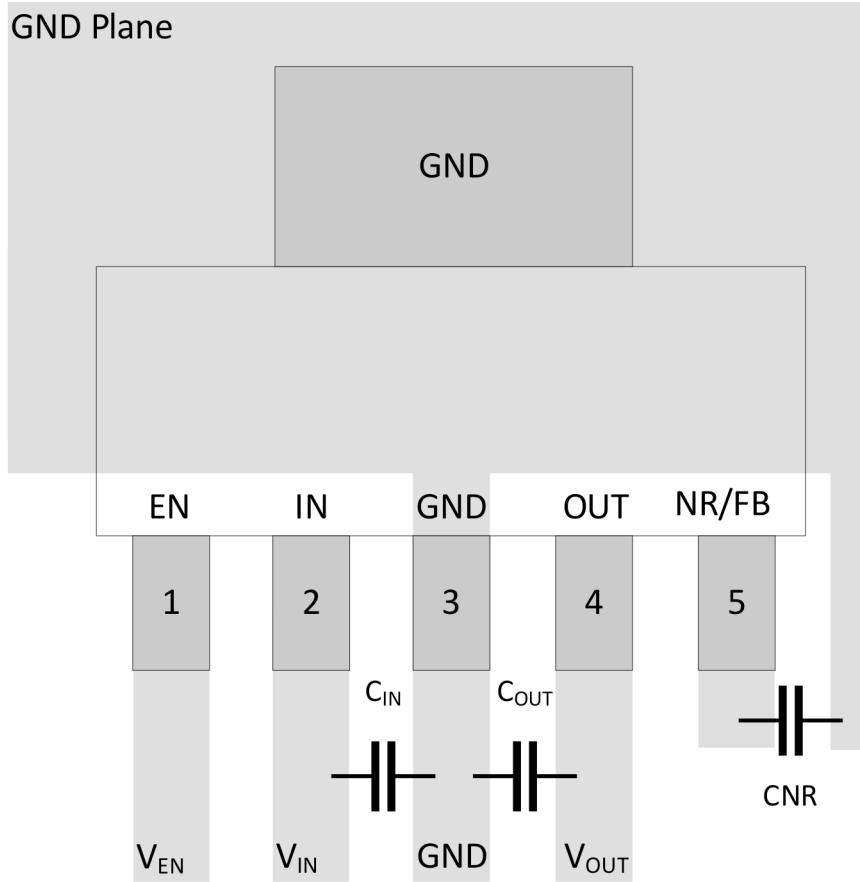 GND Plane
GND
EN IN GND OUT NR/FB
1 2 3 4 5
CIN COUT
CNR
VEN VIN GND VOUT